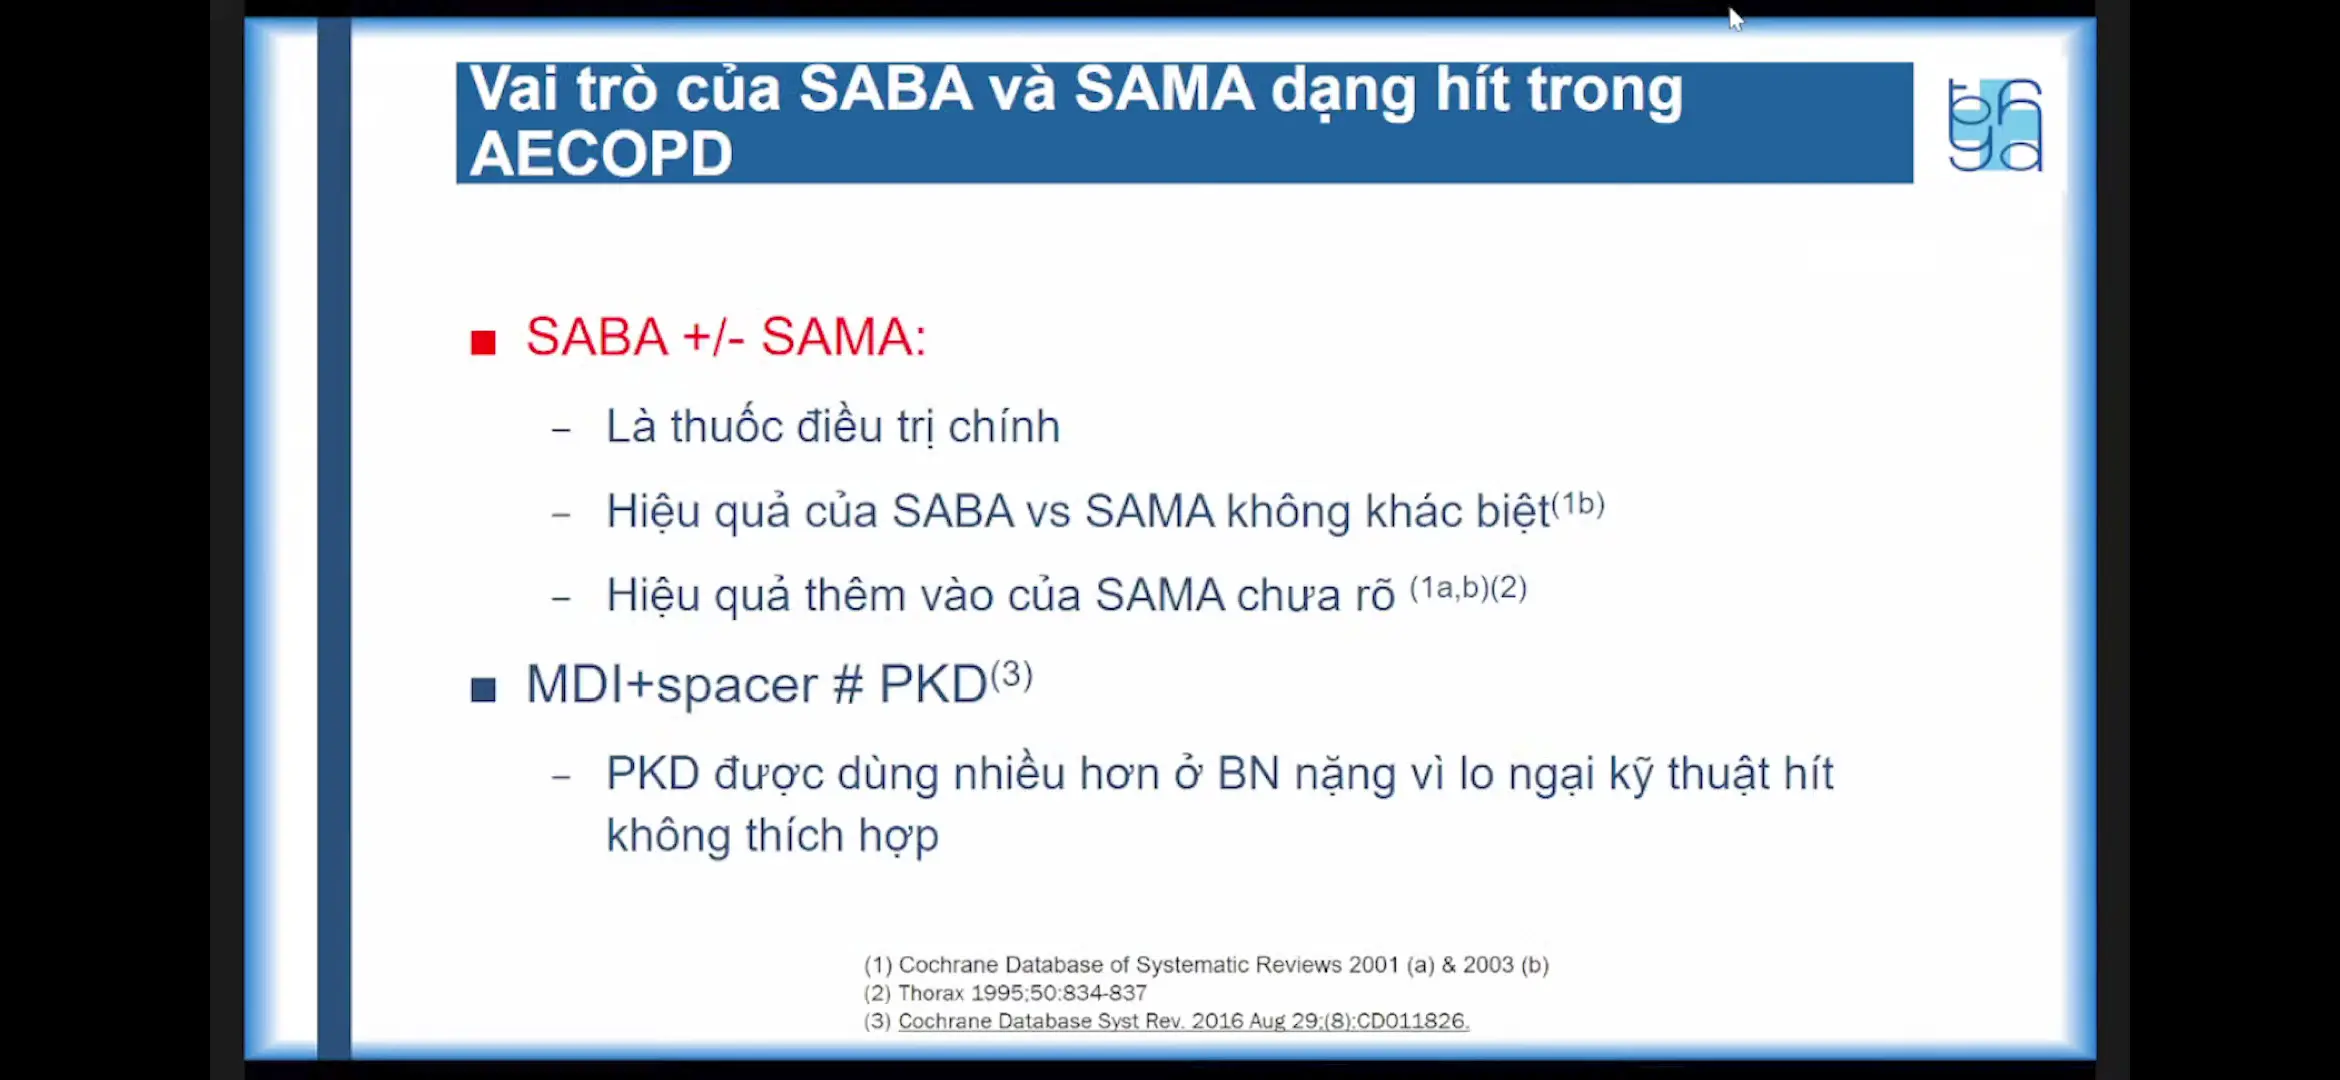 Vai trò của SABA và SAMA dạng hít trong
AECOPD
SABA +/- SAMA:
– Là thuốc điều trị chính
– Hiệu quả của SABA vs SAMA không khác biệt(1b)
– Hiệu quả thêm vào của SAMA chưa rõ (1a,b)(2)
MDI+spacer # PKD(3)
– PKD được dùng nhiều hơn ở BN nặng vì lo ngại kỹ thuật hít
không thích hợp
(1) Cochrane Database of Systematic Reviews 2001 (a) & 2003 (b)
(2) Thorax 1995;50:834-837
(3) Cochrane Database Syst Rev. 2016 Aug 29;(8):CD011826.